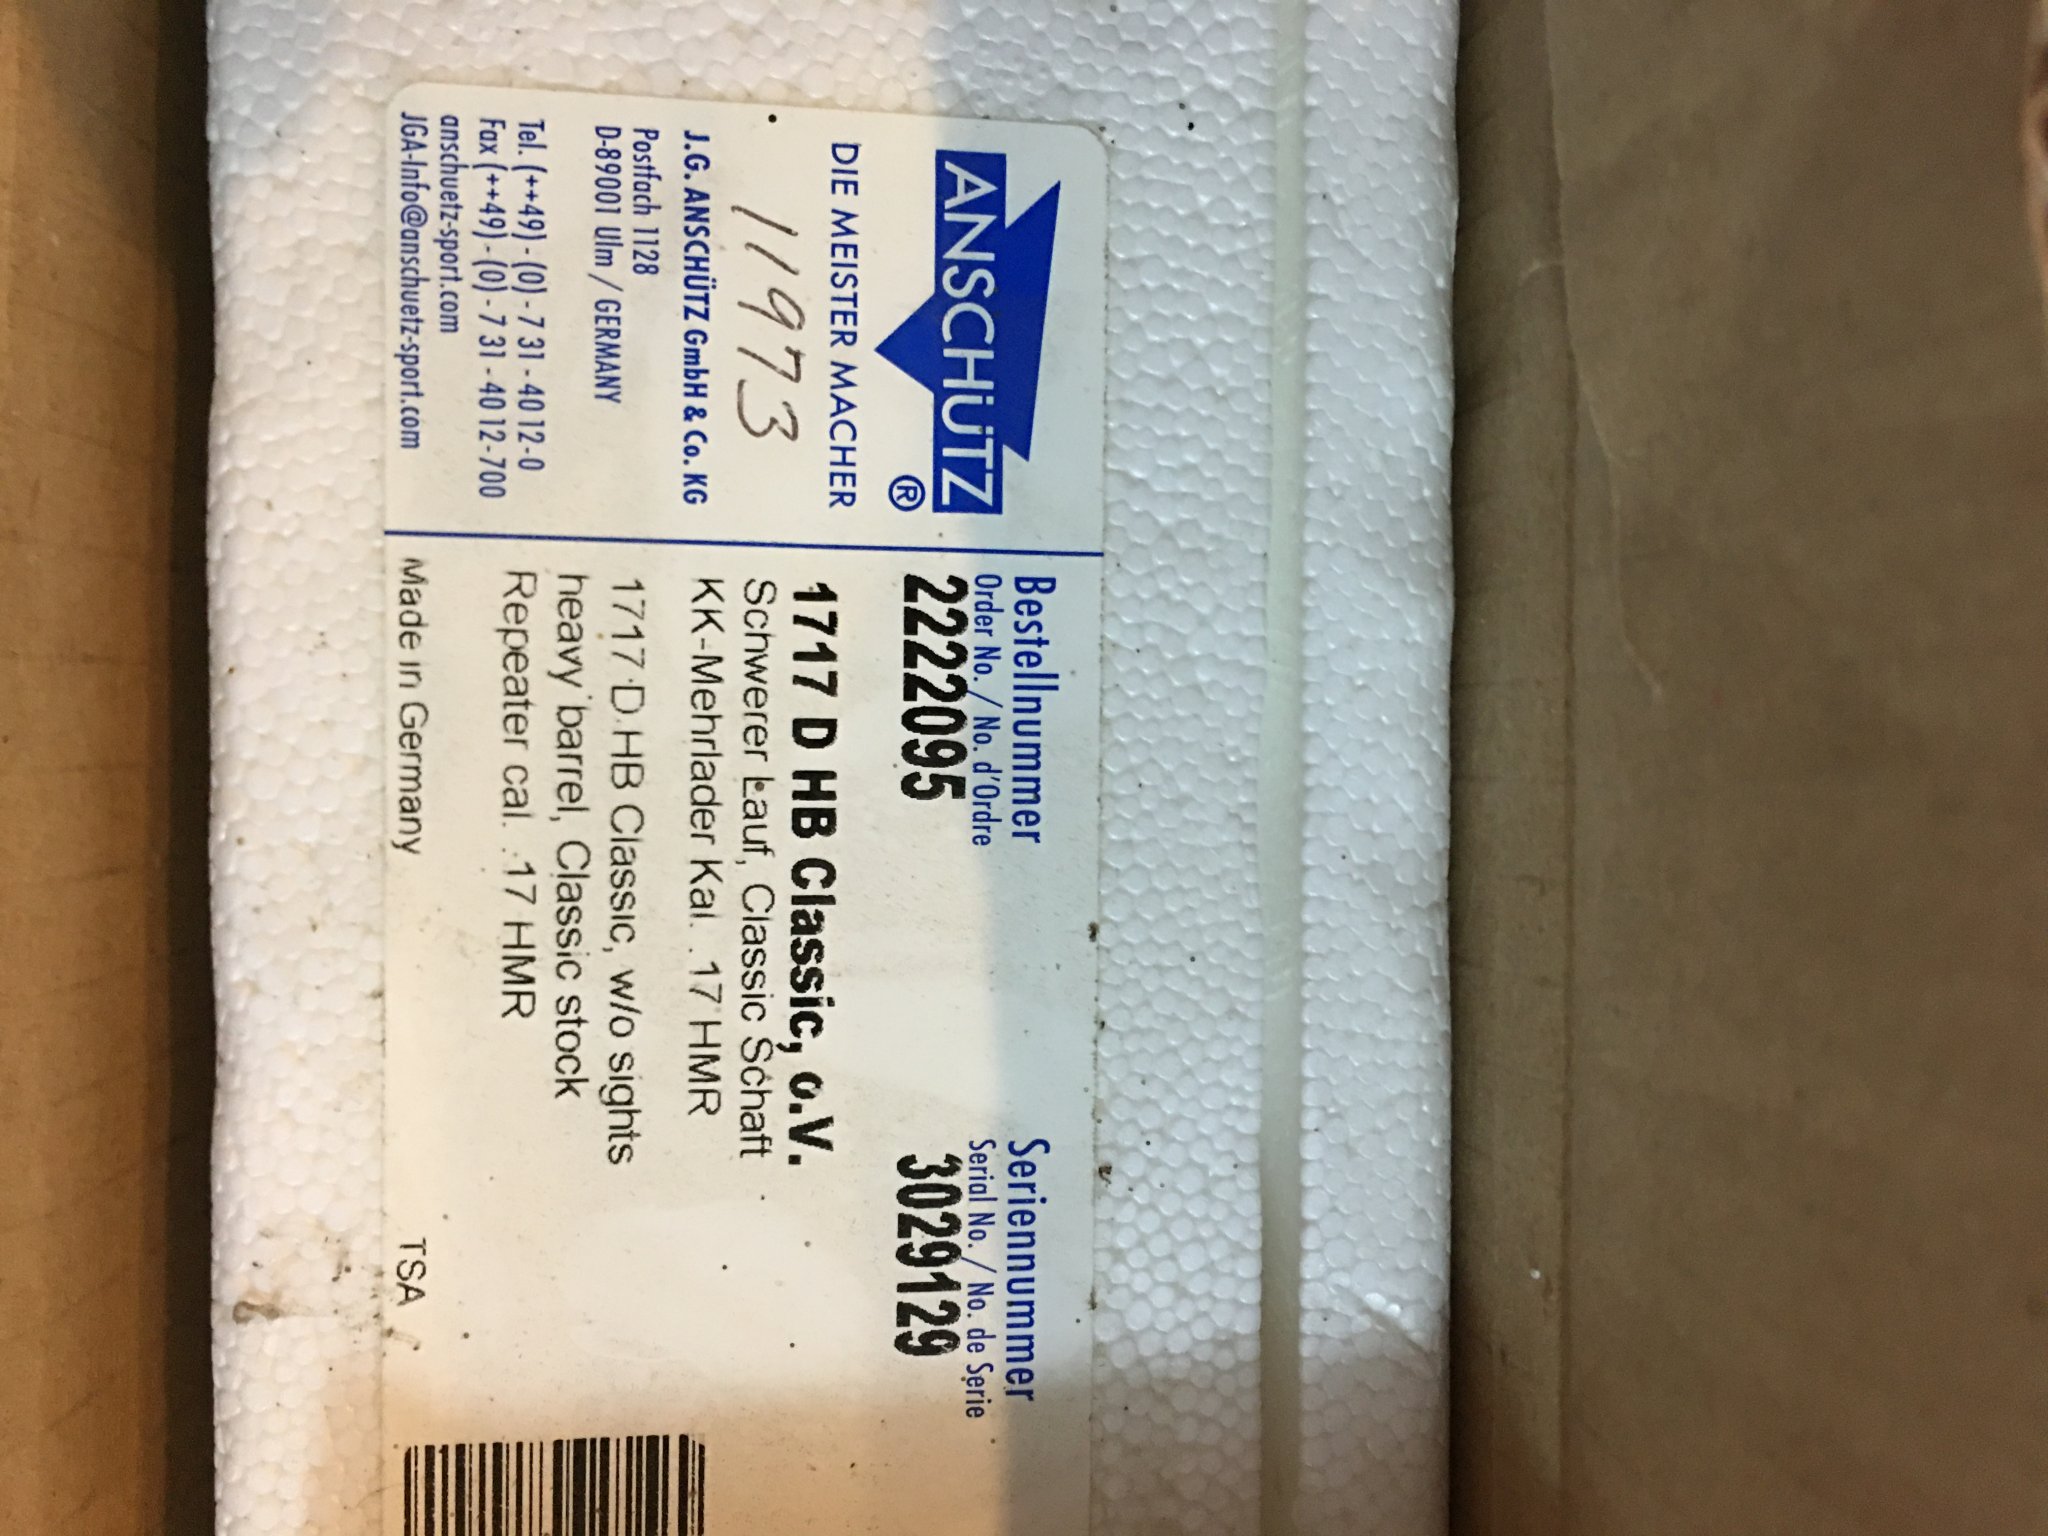 ANSCHÜTZ ®
DIE MEISTER MACHER
11973
J.G. ANSCHÜTZ GmbH & Co. KG
Postfach 1128
D-89001 Ulm / GERMANY
Tel. (++49) - (0) - 7 31 - 40 12-0
Fax (++49) - (0) - 7 31 - 40 12-700
anschuetz-sport.com
JGA-Info@anschuetz-sport.com
Bestellnummer
Order No. / No. d'Ordre
2222095
Seriennummer
Serial No. / No. de Serie
3029129
1717 D HB Classic, o.V.
Schwerer Lauf, Classic Schaft
KK-Mehrlader Kal. .17 HMR
1717 D HB Classic, w/o sights
heavy barrel, Classic stock
Repeater cal. .17 HMR
Made in Germany
TSA